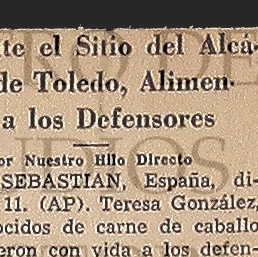 te el Sitio del Alcá-
de Toledo, Alimen-
a los Defensores
or Nuestro Hilo Directo
SEBASTIAN, España, di-
11. (AP). Teresa González,
ocidos de carne de caballo
eron con vida a los defen-